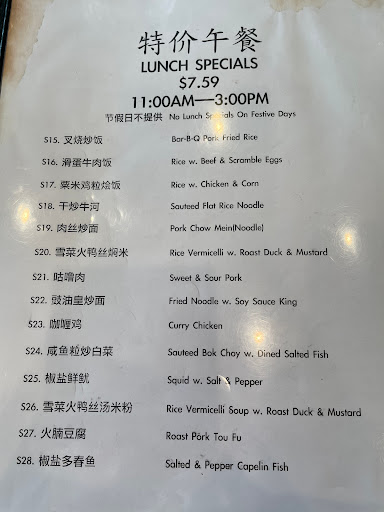 特价午餐
LUNCH SPECIALS
$7.59
11:00AM—3:00PM
节假日不提供 No Lunch Specials On Festive Days
S15. 叉烧炒饭 Bar-B-Q Pork Fried Rice
S16. 滑蛋牛肉饭 Rice w. Beef & Scramble Eggs
S17. 粟米鸡粒烩饭 Rice w. Chicken & Corn
S18. 干炒牛河 Sauteed Flat Rice Noodle
S19. 肉丝炒面 Pork Chow Mein(Noodle)
S20. 雪菜火鸭丝焖米 Rice Vermicelli w. Roast Duck & Mustard
S21. 咕噜肉 Sweet & Sour Pork
S22. 豉油皇炒面 Fried Noodle w. Soy Sauce King
S23. 咖喱鸡 Curry Chicken
S24. 咸鱼粒炒白菜 Sauteed Bok Choy w. Dined Salted Fish
S25. 椒盐鲜鱿 Squid w. Salt & Pepper
S26. 雪菜火鸭丝汤米粉 Rice Vermicelli Soup w. Roast Duck & Mustard
S27. 火腩豆腐 Roast Pork Tou Fu
S28. 椒盐多春鱼 Salted & Pepper Capelin Fish